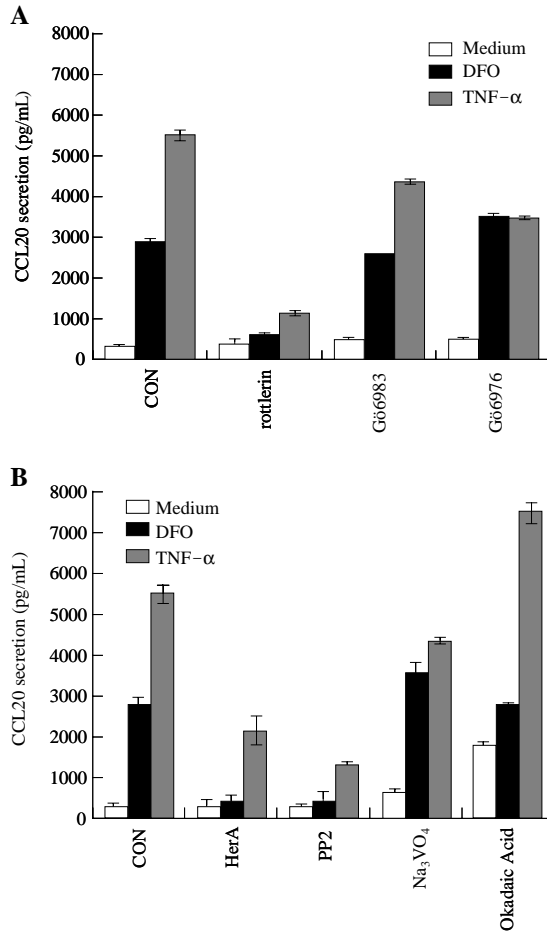 A
8000
7000
6000
5000
4000
3000
2000
1000
0
CCL20 secretion (pg/mL)
Medium
DFO
TNF-α
CON
rottlerin
Gö6983
Gö6976
B
8000
7000
6000
5000
4000
3000
2000
1000
0
CCL20 secretion (pg/mL)
Medium
DFO
TNF-α
CON
HerA
PP2
Na₃VO₄
Okadaic Acid